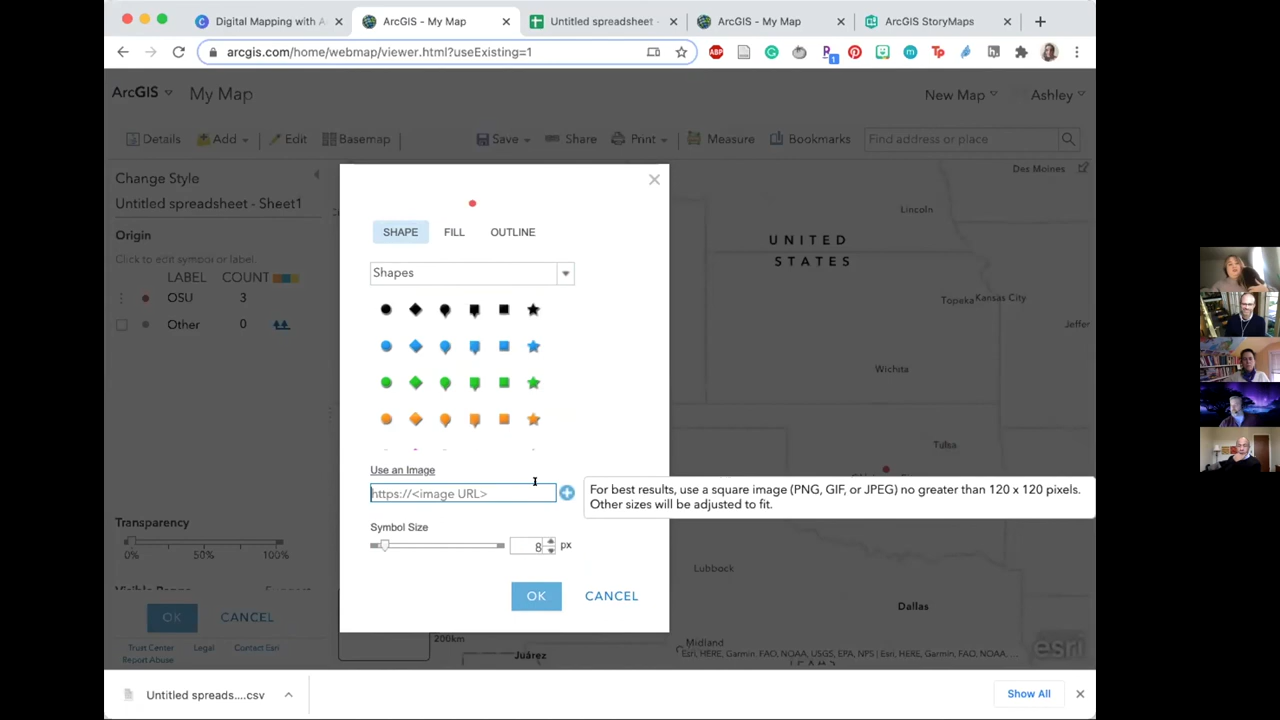 Digital Mapping with A
ArcGIS - My Map
Untitled spreadsheet -
ArcGIS - My Map
ArcGIS StoryMaps
arcgis.com/home/webmap/viewer.html?useExisting=1
ArcGIS
My Map
New Map
Ashley
Details
Add
Edit
Basemap
Save
Share
Print
Measure
Bookmarks
Find address or place
Change Style
Untitled spreadsheet - Sheet1
Origin
Click to edit symbol or label.
LABEL COUNT
OSU 3
Other 0
Transparency
0% 50% 100%
OK
CANCEL
Trust Center
Legal
Contact Esri
Report Abuse
SHAPE
FILL
OUTLINE
Shapes
Use an Image
https://<image URL>
For best results, use a square image (PNG, GIF, or JPEG) no greater than 120 x 120 pixels.
Other sizes will be adjusted to fit.
Symbol Size
8 px
OK
CANCEL
Des Moines
Lincoln
UNITED
STATES
Topeka
Kansas City
Jeffer
Wichita
Tulsa
Lubbock
Dallas
Midland
200km
Juárez
Esri, HERE, Garmin, FAO, NOAA, USGS, EPA, NPS | Esri, HERE, Garmin, FAO, NOAA, ...
esri
Untitled spreads....csv
Show All